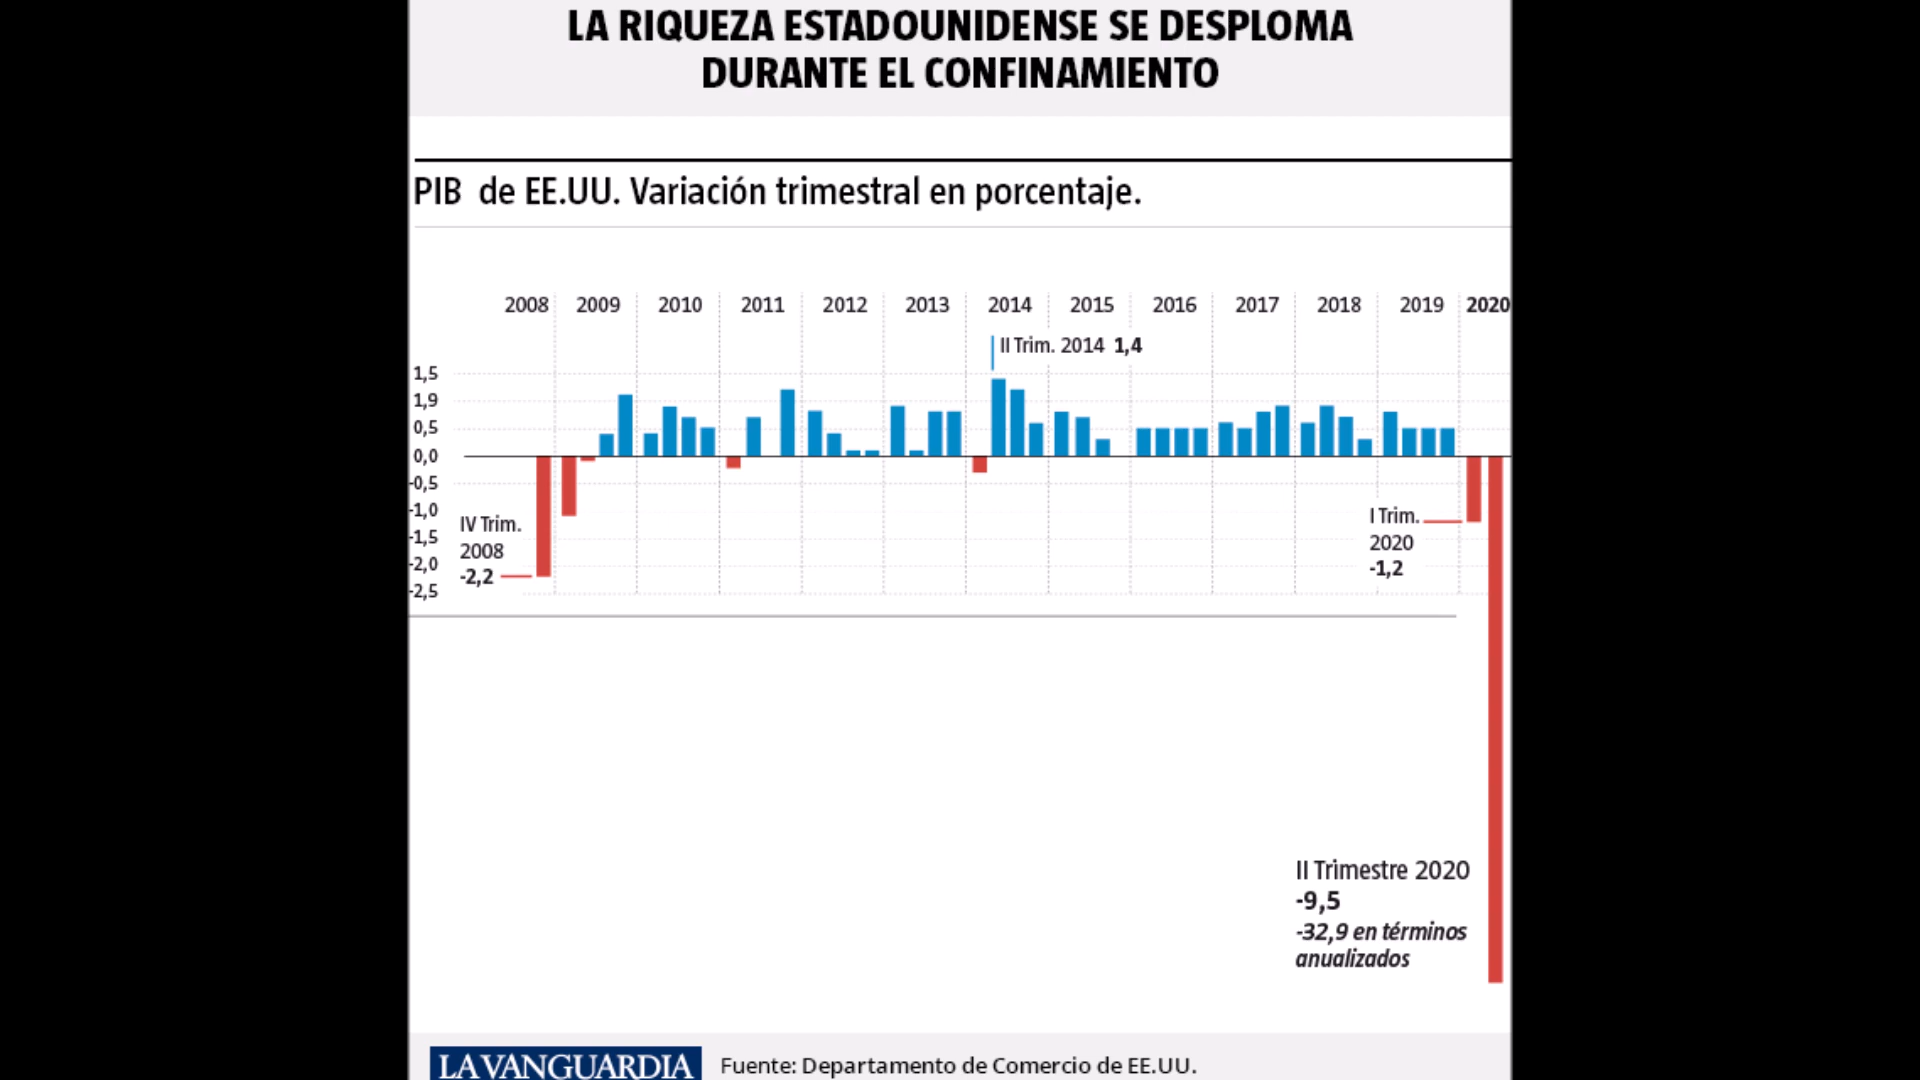 LA RIQUEZA ESTADOUNIDENSE SE DESPLOMA
DURANTE EL CONFINAMIENTO
PIB de EE.UU. Variación trimestral en porcentaje.
2008 2009 2010 2011 2012 2013 2014 2015 2016 2017 2018 2019 2020
II Trim. 2014 1,4
1,5
1,9
0,5
0,0
-0,5
-1,0
-1,5
-2,0
-2,5
IV Trim.
2008
-2,2
I Trim.
2020
-1,2
II Trimestre 2020
-9,5
-32,9 en términos
anualizados
LA VANGUARDIA
Fuente: Departamento de Comercio de EE.UU.